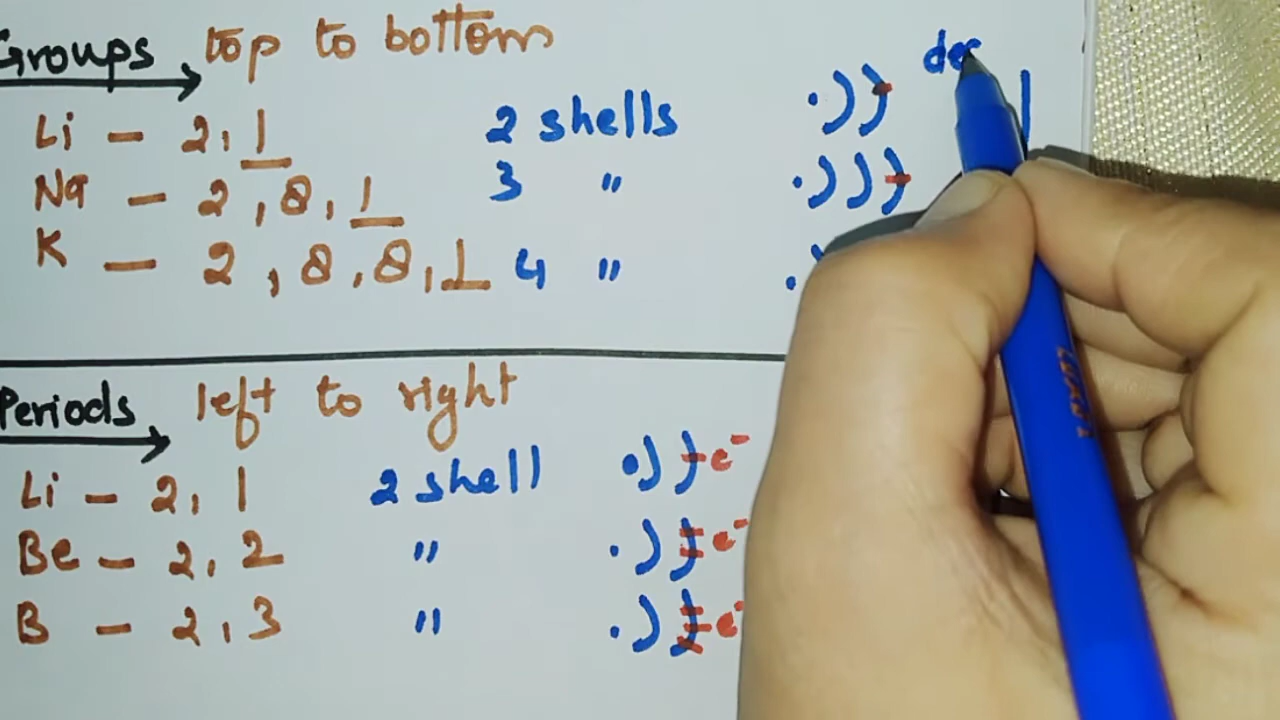 Groups top to bottom
Li - 2, 1 2 shells
Na - 2, 8, 1 3 "
K - 2, 8, 8, 1 4 "
Periods left to right
Li - 2, 1 2 shell e-
Be - 2, 2 " e-
B - 2, 3 " e-